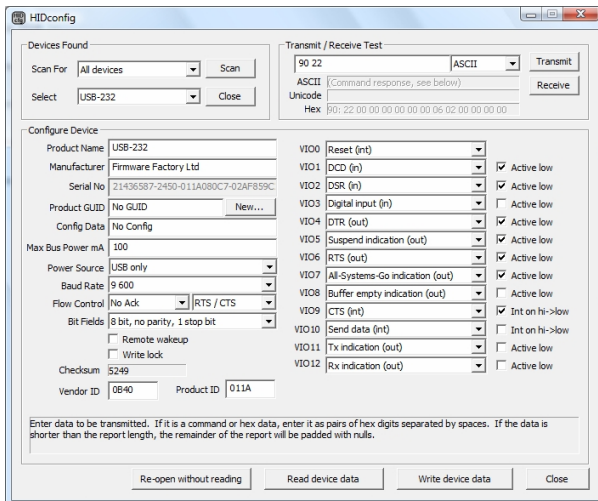 HIDconfig
Devices Found
Scan For All devices Scan
Select USB-232 Close
Transmit / Receive Test
90 22 ASCII Transmit
ASCII (Command response, see below) Receive
Unicode
Hex 90: 22 00 00 00 00 00 06 02 00 00 00 00
Configure Device
Product Name USB-232
Manufacturer Firmware Factory Ltd
Serial No 21436587-2450-011A080C7-02AF859C
Product GUID No GUID New...
Config Data No Config
Max Bus Power mA 100
Power Source USB only
Baud Rate 9 600
Flow Control No Ack RTS / CTS
Bit Fields 8 bit, no parity, 1 stop bit
Remote wakeup
Write lock
Checksum 5249
Vendor ID 0B40 Product ID 011A
VIO0 Reset (int)
VIO1 DCD (in) Active low
VIO2 DSR (in) Active low
VIO3 Digital input (in) Active low
VIO4 DTR (out) Active low
VIO5 Suspend indication (out) Active low
VIO6 RTS (out) Active low
VIO7 All-Systems-Go indication (out) Active low
VIO8 Buffer empty indication (out) Active low
VIO9 CTS (int) Int on hi->low
VIO10 Send data (int) Int on hi->low
VIO11 Tx indication (out) Active low
VIO12 Rx indication (out) Active low
Enter data to be transmitted. If it is a command or hex data, enter it as pairs of hex digits separated by spaces. If the data is
shorter than the report length, the remainder of the report will be padded with nulls.
Re-open without reading Read device data Write device data Close